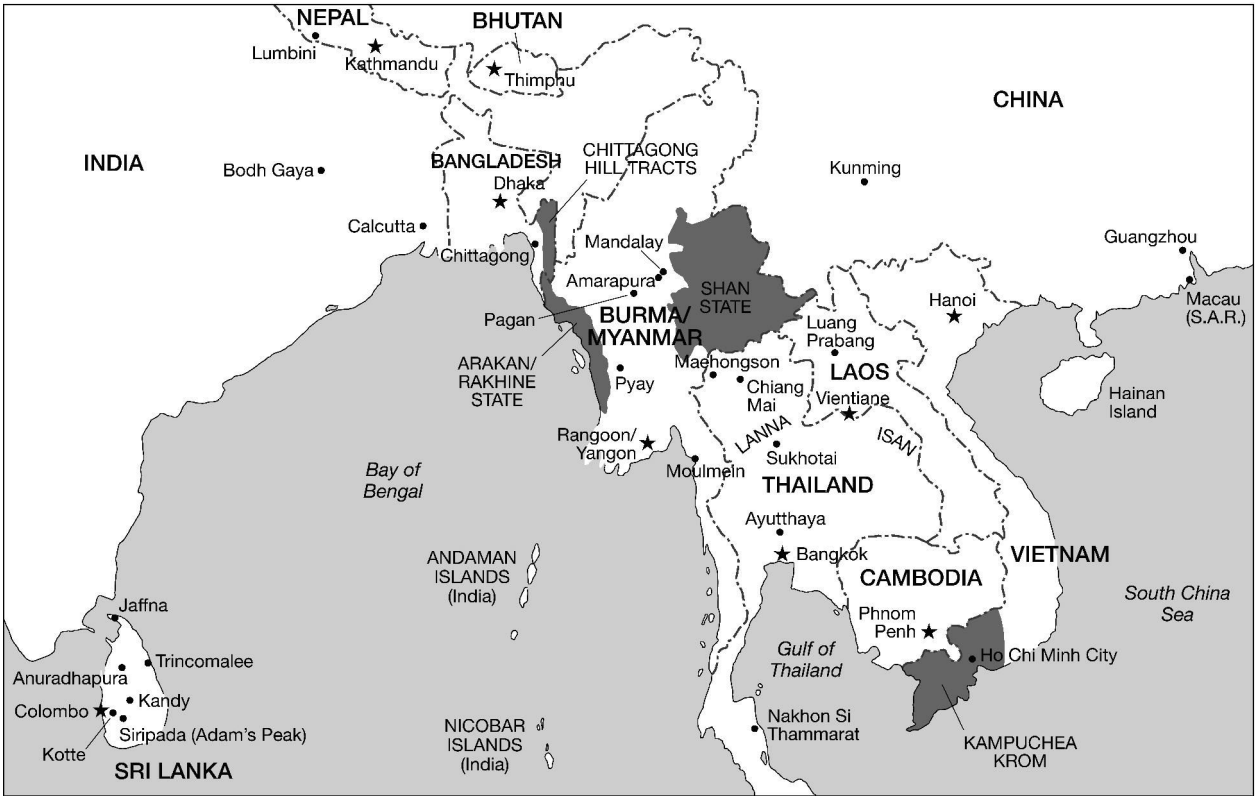 NEPAL
BHUTAN
Lumbini
Kathmandu
Thimphu
CHINA
INDIA
BANGLADESH
CHITTAGONG
HILL TRACTS
Bodh Gaya
Dhaka
Kunming
Calcutta
Chittagong
Mandalay
Guangzhou
Amarapura
SHAN
STATE
Hanoi
Macau
(S.A.R.)
Pagan
BURMA/
MYANMAR
Luang
Prabang
ARAKAN/
RAKHINE
STATE
Maehongson
LAOS
Pyay
Chiang
Mai
Vientiane
Hainan
Island
Rangoon/
Yangon
LANNA
ISAN
Sukhotai
Moulmein
Bay of
Bengal
THAILAND
Ayutthaya
Bangkok
VIETNAM
ANDAMAN
ISLANDS
(India)
CAMBODIA
South China
Sea
Jaffna
Phnom
Penh
Gulf of
Thailand
Ho Chi Minh City
Trincomalee
Anuradhapura
Kandy
Colombo
Siripada (Adam's Peak)
Kotte
NICOBAR
ISLANDS
(India)
Nakhon Si
Thammarat
KAMPUCHEA
KROM
SRI LANKA